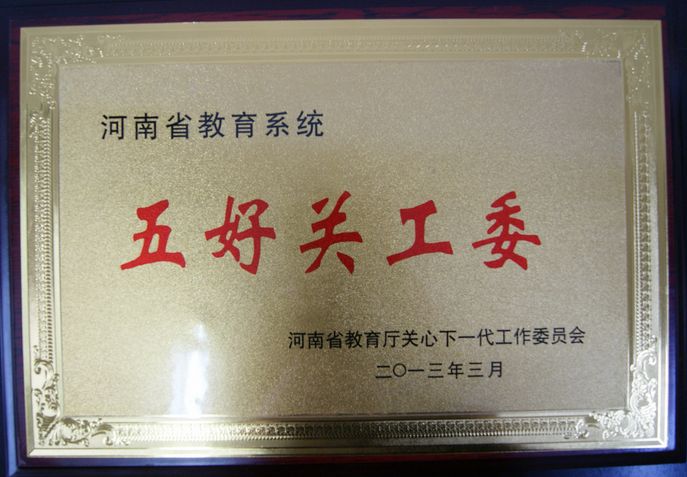 河南省教育系统
五好关工委
河南省教育厅关心下一代工作委员会
二〇一三年三月